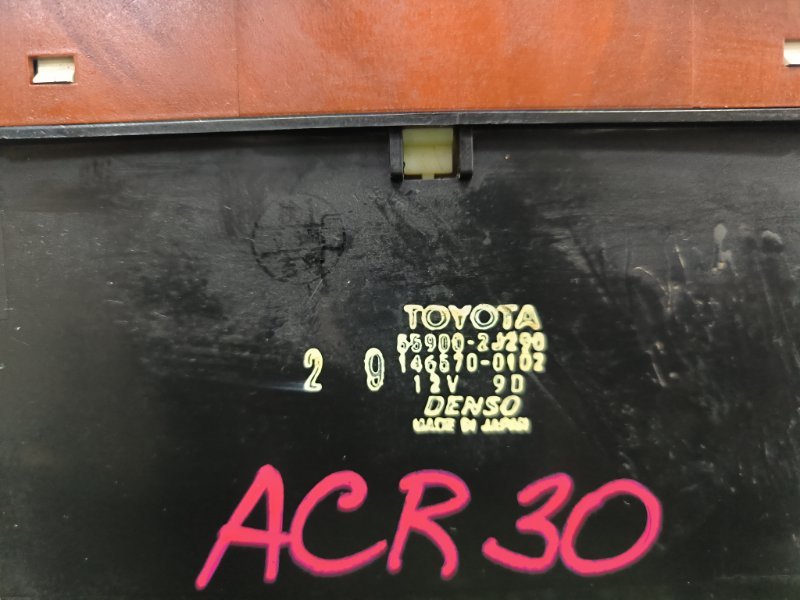 TOYOTA
55900-2J290
146570-0102
2 9
12V 9D
DENSO
MADE IN JAPAN
ACR30